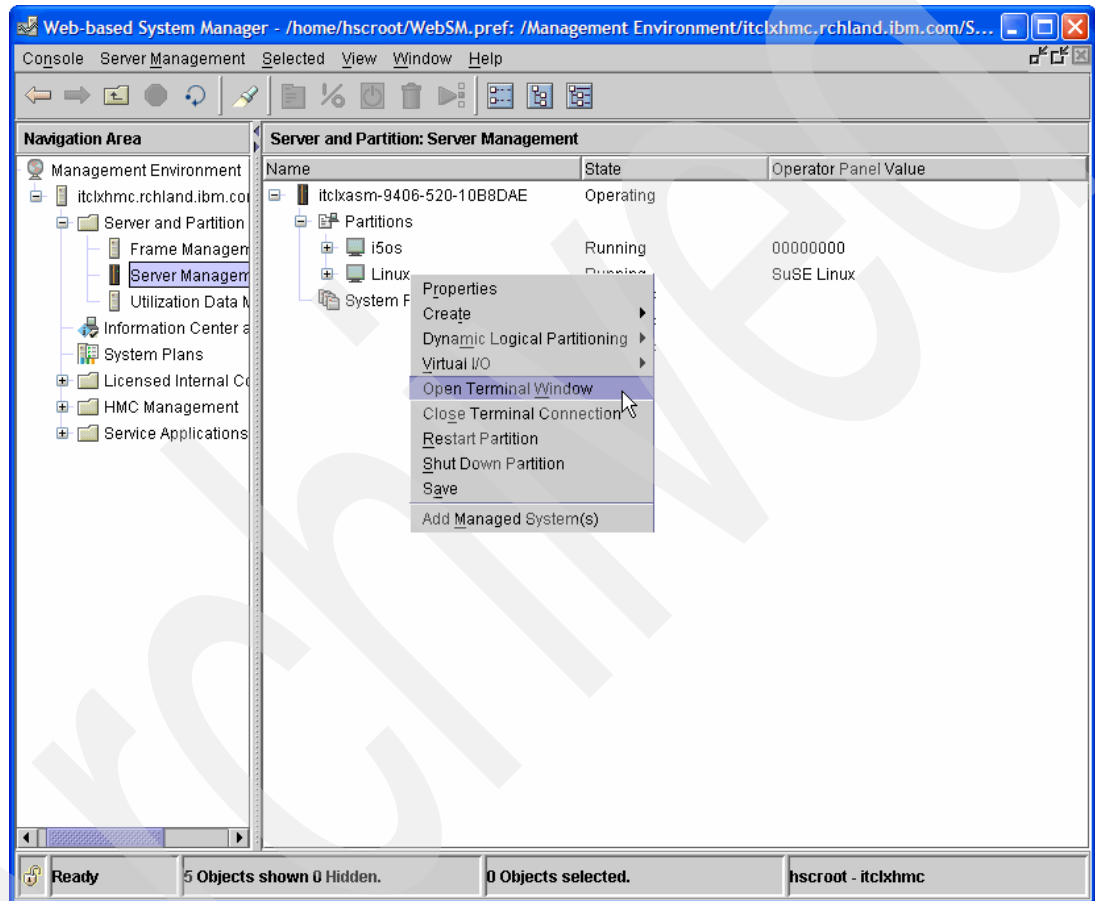 Web-based System Manager - /home/hscroot/WebSM.pref: /Management Environment/itclxhmc.rchland.ibm.com/S...
Console Server Management Selected View Window Help
Navigation Area
Server and Partition: Server Management
Management Environment
itclxhmc.rchland.ibm.co
Server and Partition
Frame Managem
Server Managem
Utilization Data M
Information Center a
System Plans
Licensed Internal Co
HMC Management
Service Applications
Name State Operator Panel Value
itclxasm-9406-520-10B8DAE Operating
Partitions
i5os Running 00000000
Linux Running SuSE Linux
System P
Properties
Create
Dynamic Logical Partitioning
Virtual I/O
Open Terminal Window
Close Terminal Connection
Restart Partition
Shut Down Partition
Save
Add Managed System(s)
Ready 5 Objects shown 0 Hidden. 0 Objects selected. hscroot - itclxhmc